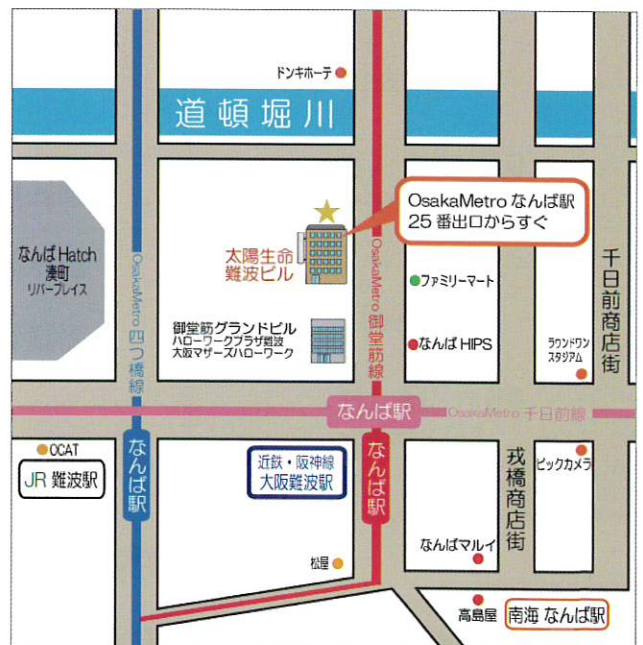 ドンキホーテ
道頓堀川
OsakaMetro なんば駅
25 番出口からすぐ
なんば Hatch
湊町
リバープレイス
OsakaMetro 四つ橋線
太陽生命
難波ビル
OsakaMetro 御堂筋線
ファミリーマート
千日前商店街
御堂筋グランドビル
ハローワークプラザ難波
大阪マザーズハローワーク
なんば HIPS
ラウンドワン
スタジアム
なんば駅
OsakaMetro 千日前線
OCAT
JR 難波駅
なんば駅
近鉄・阪神線
大阪難波駅
なんば駅
戎橋商店街
ビックカメラ
なんばマルイ
松屋
高島屋
南海 なんば駅